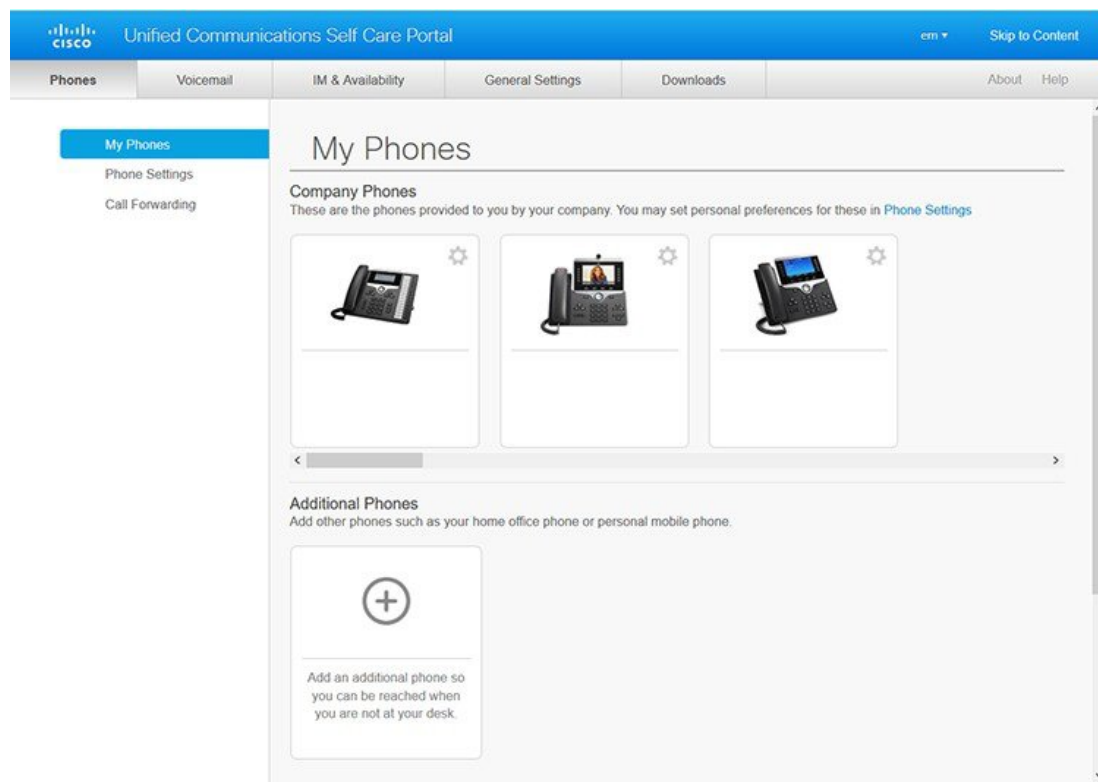 CISCO Unified Communications Self Care Portal em Skip to Content
Phones Voicemail IM & Availability General Settings Downloads About Help
My Phones
Phone Settings
Call Forwarding
My Phones
Company Phones
These are the phones provided to you by your company. You may set personal preferences for these in Phone Settings
Additional Phones
Add other phones such as your home office phone or personal mobile phone.
Add an additional phone so
you can be reached when
you are not at your desk.